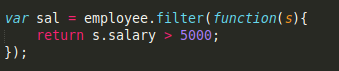 var sal = employee.filter(function(s){
    return s.salary > 5000;
});